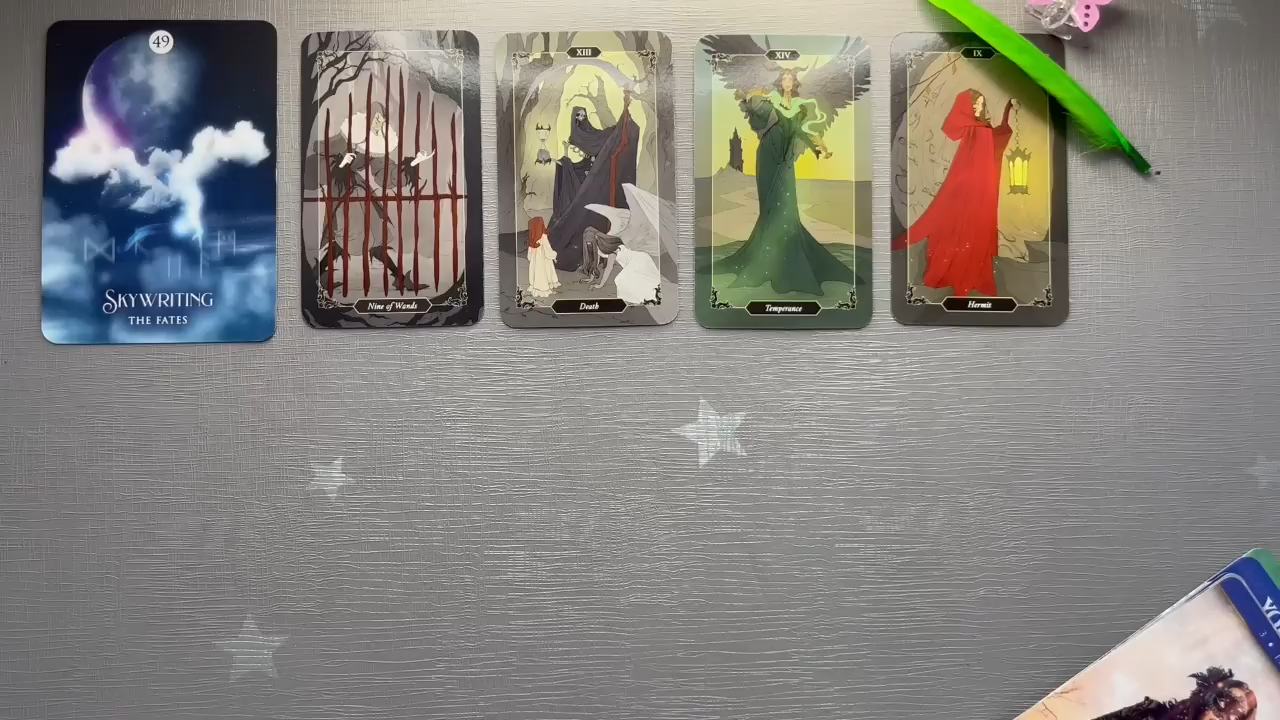 49
SKYWRITING
THE FATES
Nine of Wands
XIII
Death
XIV
Temperance
IX
Hermit